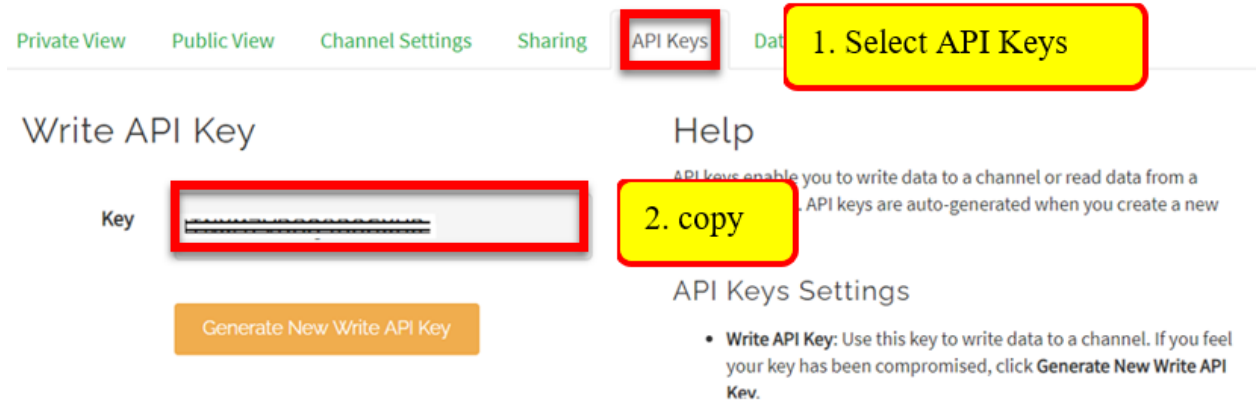 Private View Public View Channel Settings Sharing API Keys Dat
1. Select API Keys
Write API Key
Key
Generate New Write API Key
Help
API keys enable you to write data to a channel or read data from a
2. copy
. API keys are auto-generated when you create a new
API Keys Settings
• Write API Key: Use this key to write data to a channel. If you feel
your key has been compromised, click Generate New Write API
Key.